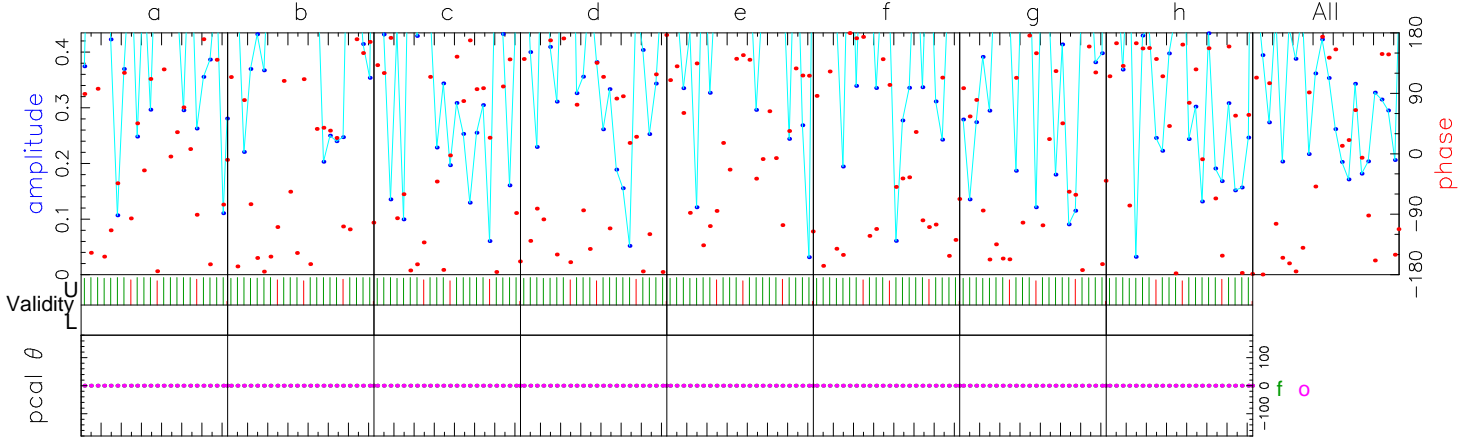 a b c d e f g h All
amplitude
0 0.1 0.2 0.3 0.4
−180 −90 0 90 180
phase
U
Validity
L
pcal θ
−100 0 100
f o